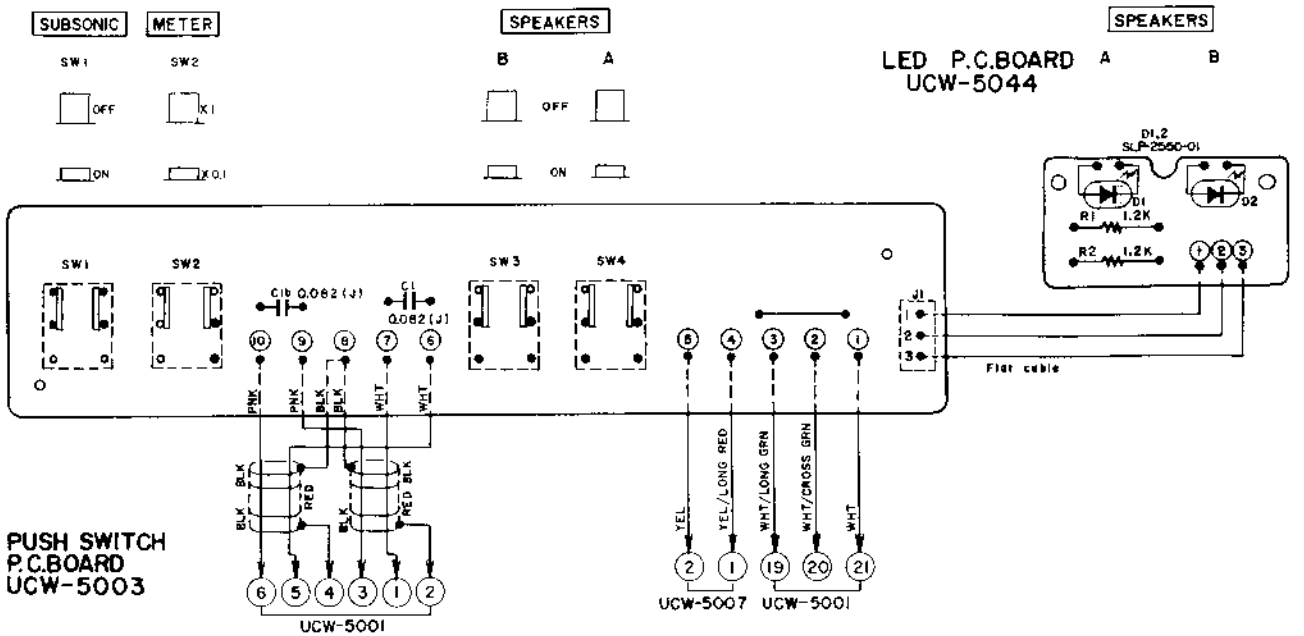 SUBSONIC METER SPEAKERS SPEAKERS
SW1 SW2 B A LED P.C.BOARD A B
UCW-5044
OFF X1 OFF
ON X0.1 ON
D1,2
SLP-2550-01
D1 D2
R1 1.2K
R2 1.2K
1 2 3
SW1 SW2 C1b 0.082 (J) C1 0.082 (J) SW3 SW4
J1
1
2
3
Flat cable
10 9 8 7 6 5 4 3 2 1
PNK PNK BLK BLK WHT WHT
BLK RED BLK
BLK BLK RED
YEL YEL/LONG RED WHT/LONG GRN WHT/CROSS GRN WHT
PUSH SWITCH
P.C.BOARD
UCW-5003
6 5 4 3 1 2 2 1 19 20 21
UCW-5001 UCW-5007 UCW-5001